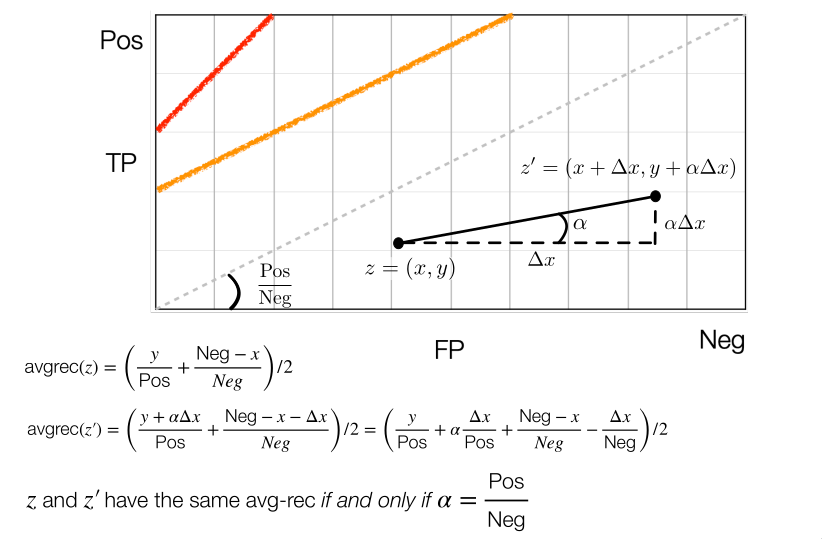 Pos
TP
z′ = (x + Δx, y + αΔx)
α
αΔx
z = (x, y)
Δx
Pos
Neg
FP
Neg
avgrec(z) = (y/Pos + (Neg − x)/Neg)/2
avgrec(z′) = ((y + αΔx)/Pos + (Neg − x − Δx)/Neg)/2 = (y/Pos + α Δx/Pos + (Neg − x)/Neg − Δx/Neg)/2
z and z′ have the same avg-rec if and only if α = Pos/Neg